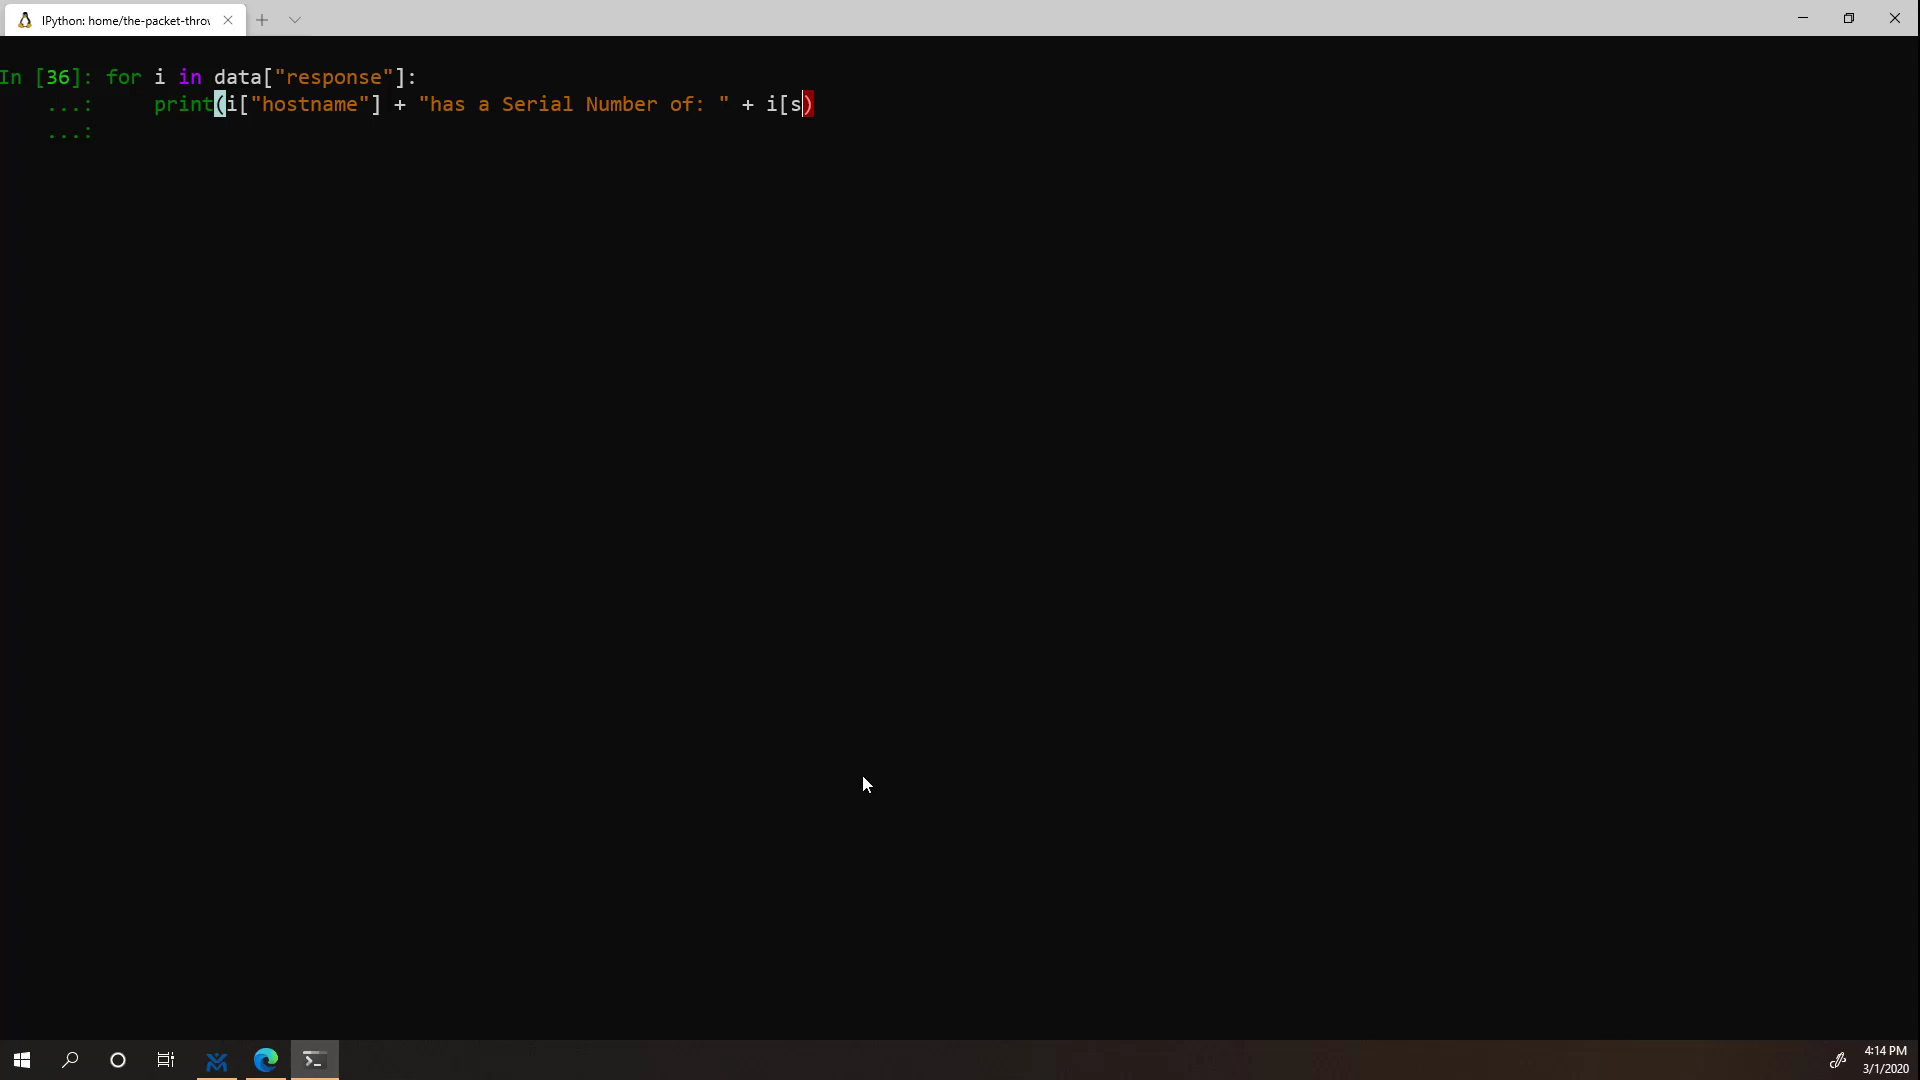 IPython: home/the-packet-throw
In [36]: for i in data["response"]:
...:     print(i["hostname"] + "has a Serial Number of: " + i[s)
...:
4:14 PM
3/1/2020